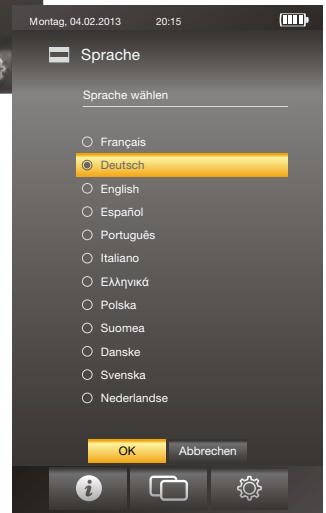 Montag, 04.02.2013 20:15
Sprache
Sprache wählen
Français
Deutsch
English
Español
Português
Italiano
Ελληνικά
Polska
Suomea
Danske
Svenska
Nederlandse
OK Abbrechen
i